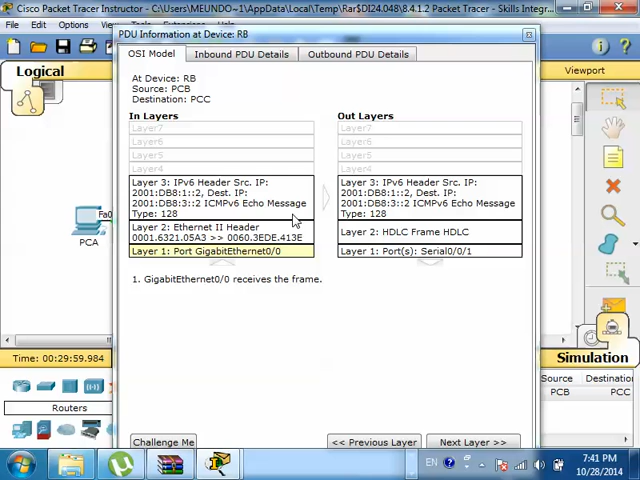 Cisco Packet Tracer Instructor - C:\Users\MEUNDO~1\AppData\Local\Temp\Rar$DI24.048\8.4.1.2 Packet Tracer - Skills Integr...
File
Edit
PDU Information at Device: RB
OSI Model
Inbound PDU Details
Outbound PDU Details
Logical
Viewport
At Device: RB
Source: PCB
Destination: PCC
In Layers
Out Layers
Layer7
Layer6
Layer5
Layer4
Layer 3: IPv6 Header Src. IP:
2001:DB8:1::2, Dest. IP:
2001:DB8:3::2 ICMPv6 Echo Message
Type: 128
Layer 2: Ethernet II Header
0001.6321.05A3 >> 0060.3EDE.413E
Layer 1: Port GigabitEthernet0/0
Layer7
Layer6
Layer5
Layer4
Layer 3: IPv6 Header Src. IP:
2001:DB8:1::2, Dest. IP:
2001:DB8:3::2 ICMPv6 Echo Message
Type: 128
Layer 2: HDLC Frame HDLC
Layer 1: Port(s): Serial0/0/1
Fa0
PCA
1. GigabitEthernet0/0 receives the frame.
Time: 00:29:59.984
Simulation
Source
Destination
PCB
PCC
Routers
Challenge Me
<< Previous Layer
Next Layer >>
EN
7:41 PM
10/28/2014